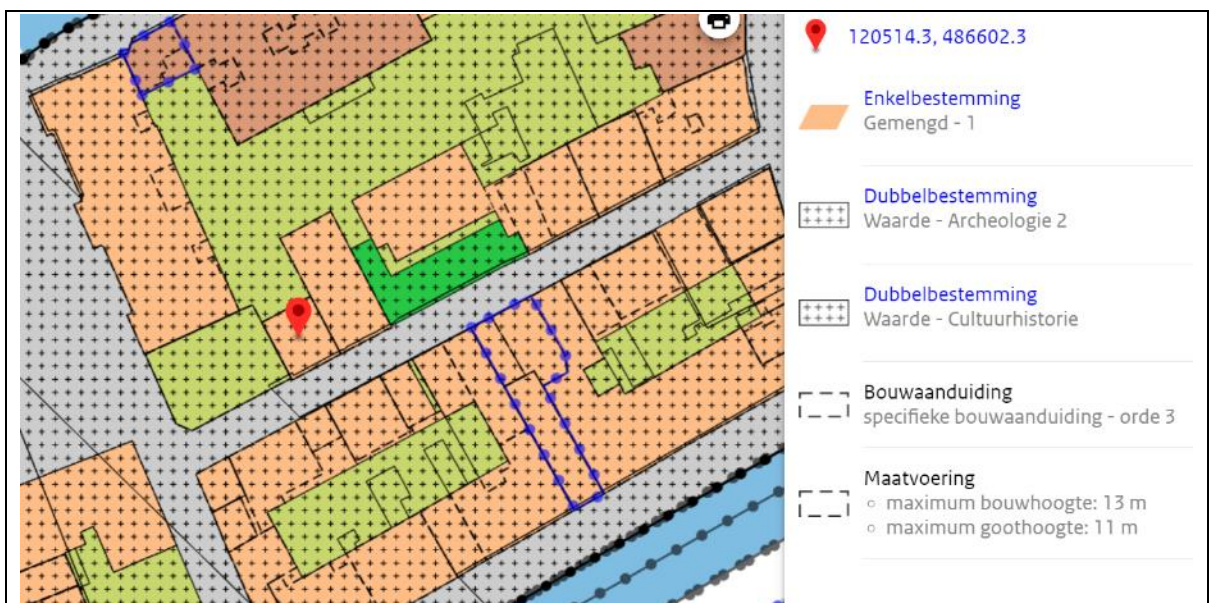 120514.3, 486602.3
Enkelbestemming
Gemengd - 1
Dubbelbestemming
Waarde - Archeologie 2
Dubbelbestemming
Waarde - Cultuurhistorie
Bouwaanduiding
specifieke bouwaanduiding - orde 3
Maatvoering
maximum bouwhoogte: 13 m
maximum goothoogte: 11 m